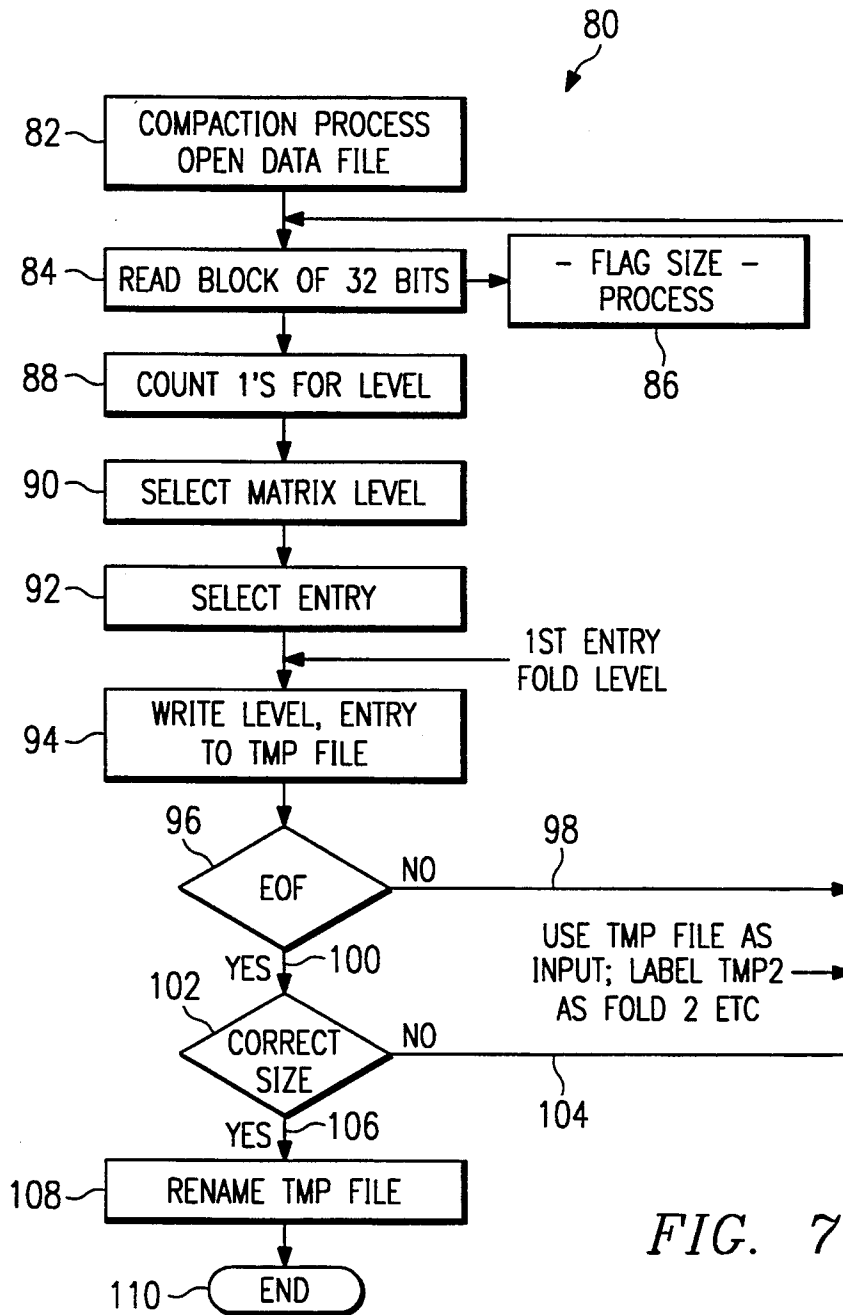 80
82
COMPACTION PROCESS
OPEN DATA FILE
84
READ BLOCK OF 32 BITS
- FLAG SIZE -
PROCESS
86
88
COUNT 1'S FOR LEVEL
90
SELECT MATRIX LEVEL
92
SELECT ENTRY
1ST ENTRY
FOLD LEVEL
94
WRITE LEVEL, ENTRY
TO TMP FILE
96
EOF
NO
98
YES
100
USE TMP FILE AS
INPUT; LABEL TMP2
AS FOLD 2 ETC
102
CORRECT
SIZE
NO
104
YES
106
108
RENAME TMP FILE
110
END
FIG. 7